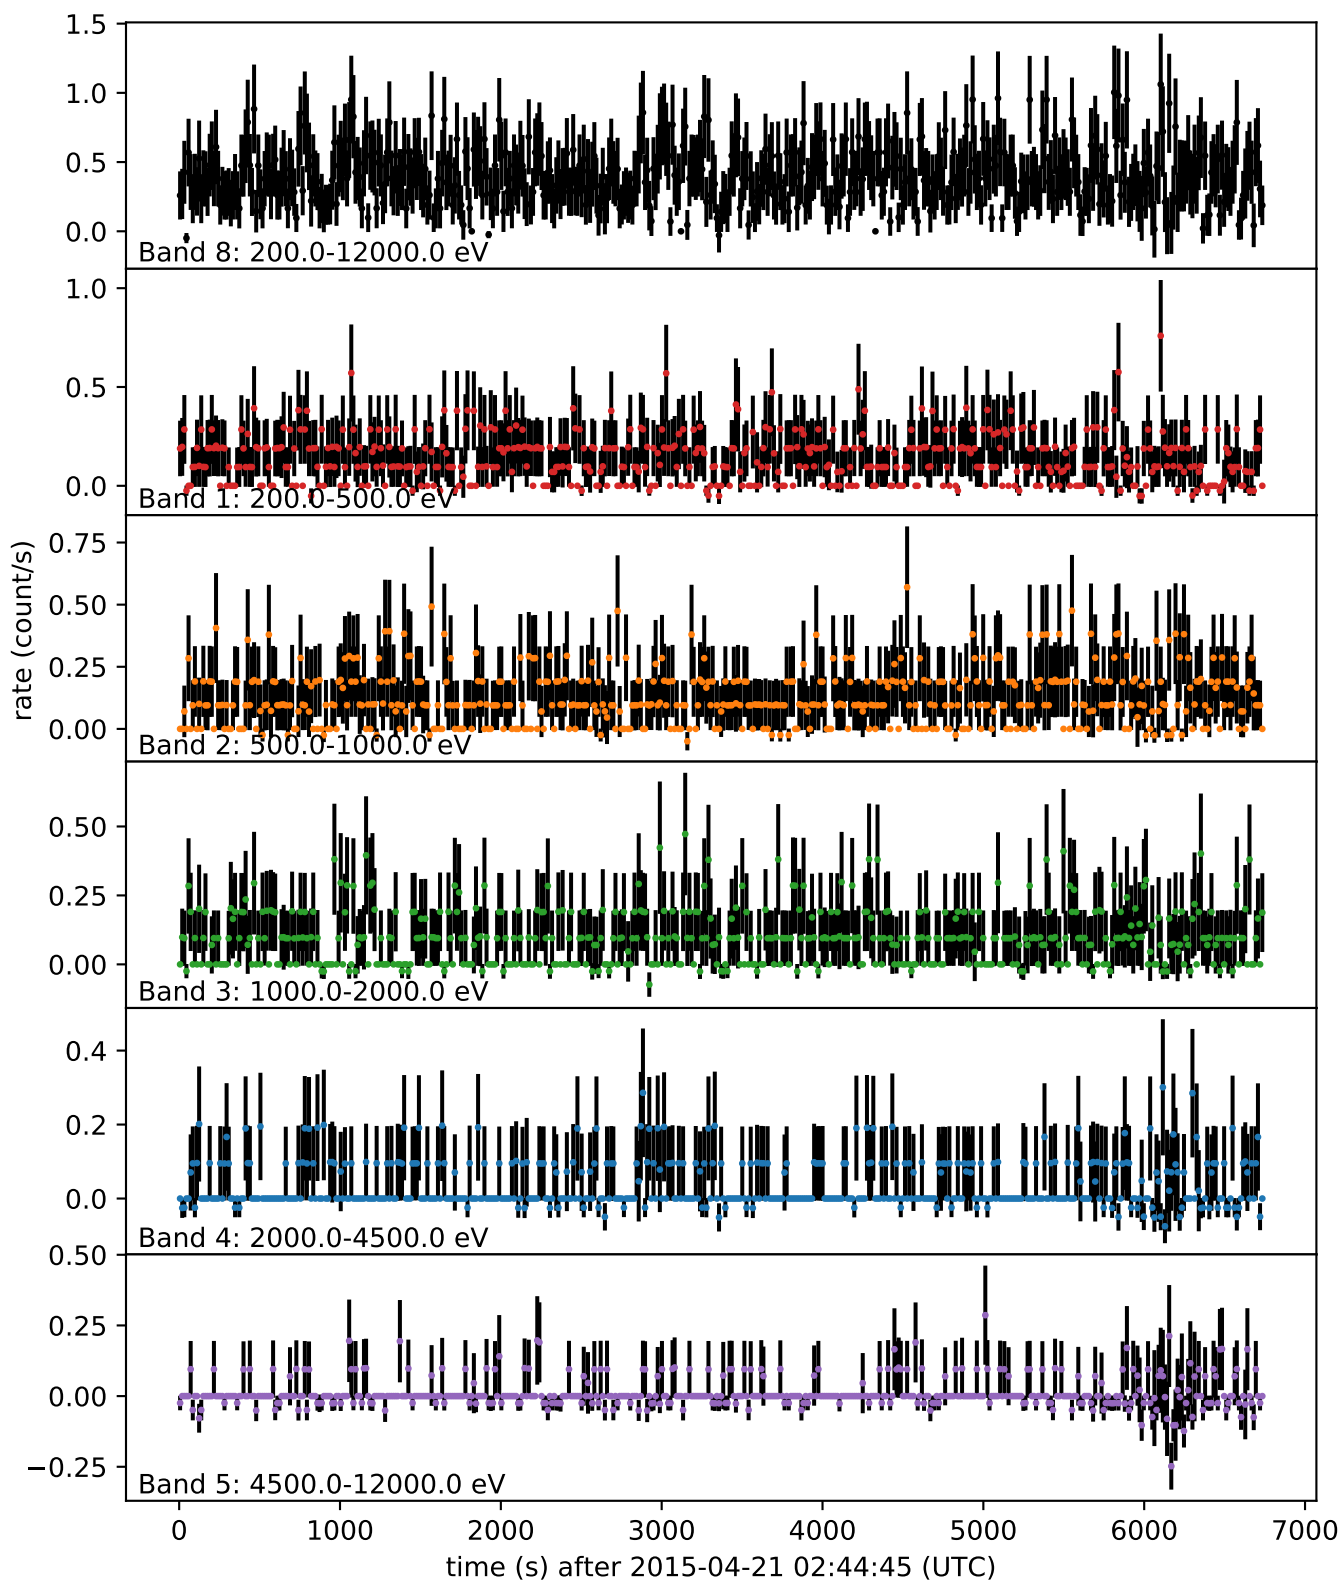 1.5
1.0
0.5
0.0
Band 8: 200.0-12000.0 eV
1.0
0.5
0.0
Band 1: 200.0-500.0 eV
rate (count/s)
0.75
0.50
0.25
0.00
Band 2: 500.0-1000.0 eV
0.50
0.25
0.00
Band 3: 1000.0-2000.0 eV
0.4
0.2
0.0
Band 4: 2000.0-4500.0 eV
0.50
0.25
0.00
−0.25
Band 5: 4500.0-12000.0 eV
0 1000 2000 3000 4000 5000 6000 7000
time (s) after 2015-04-21 02:44:45 (UTC)